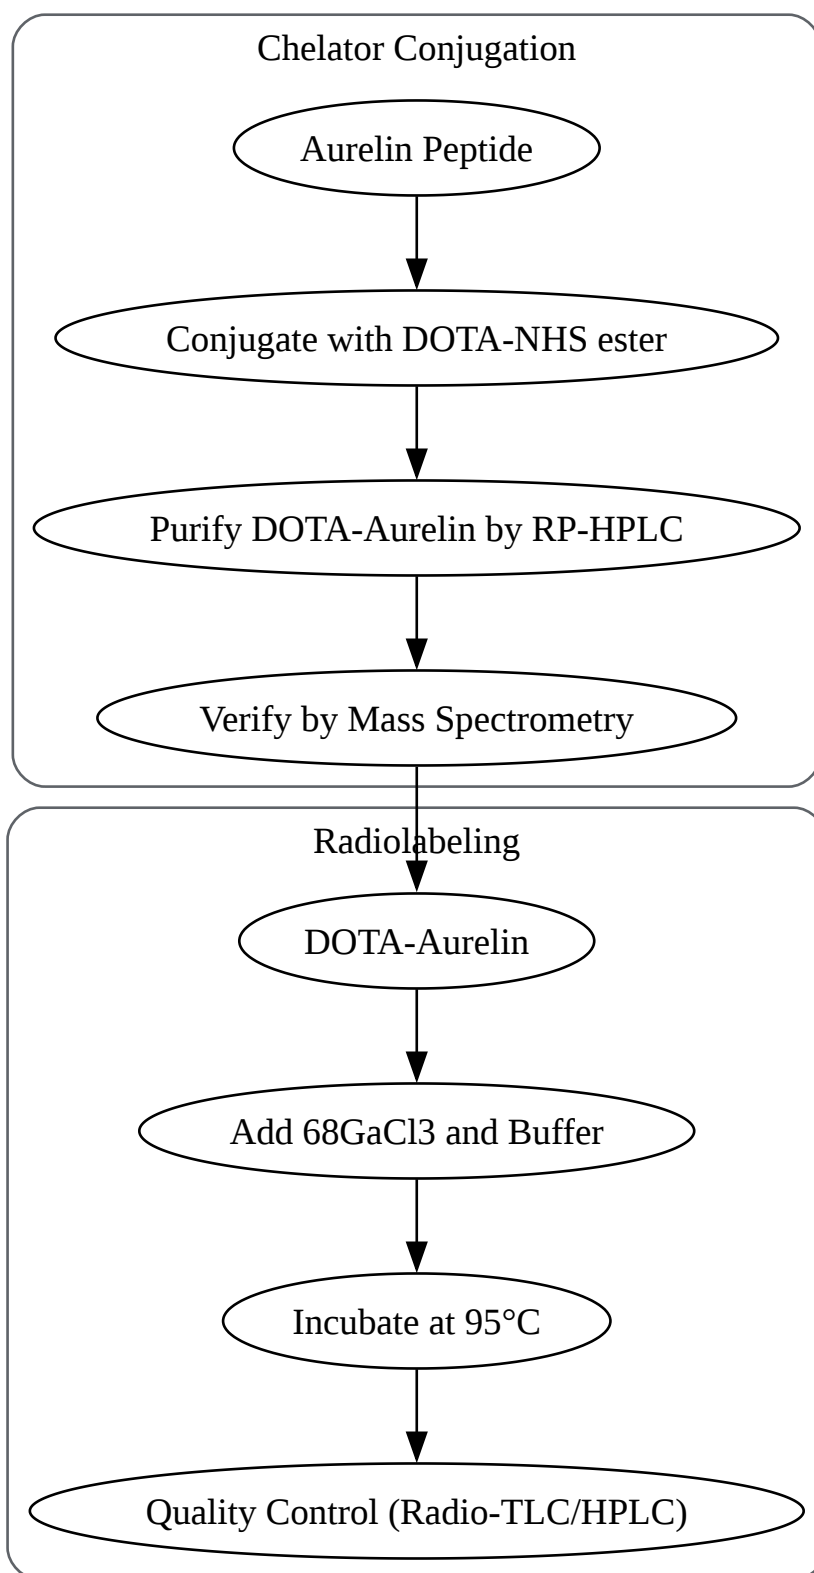 Chelator Conjugation
Aurelin Peptide
Conjugate with DOTA-NHS ester
Purify DOTA-Aurelin by RP-HPLC
Verify by Mass Spectrometry
Radiolabeling
DOTA-Aurelin
Add 68GaCl3 and Buffer
Incubate at 95°C
Quality Control (Radio-TLC/HPLC)